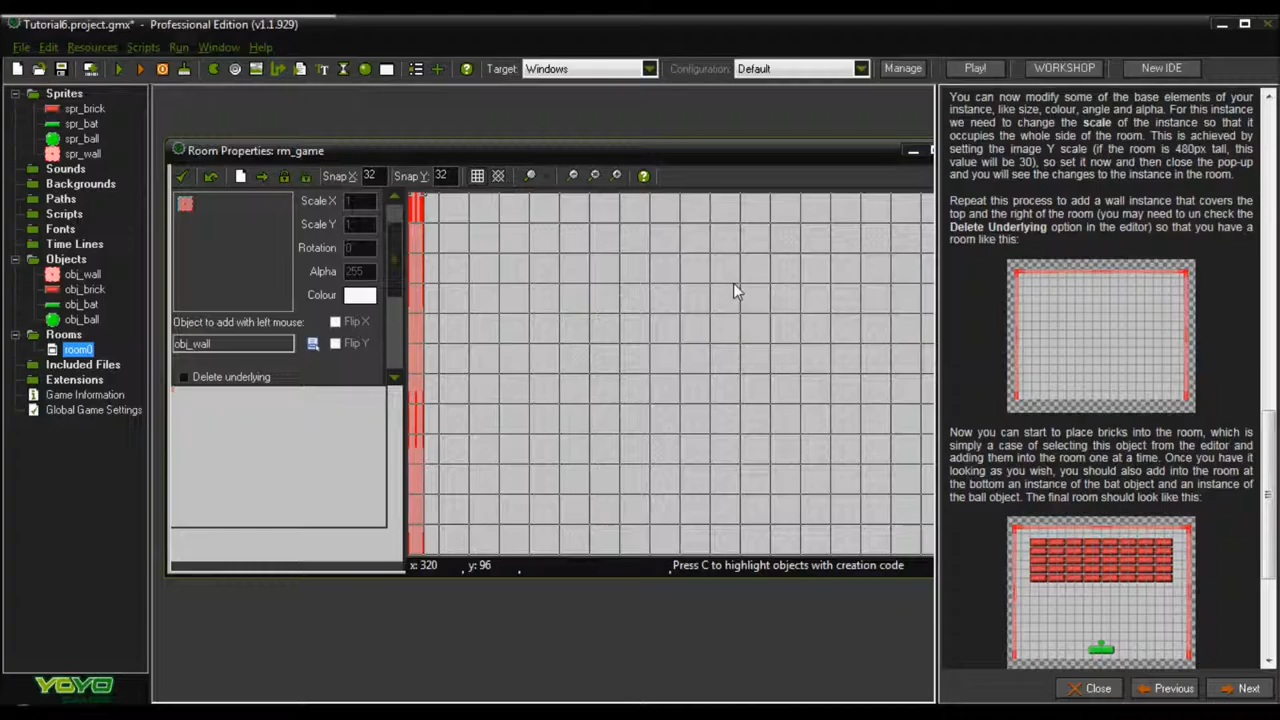 Tutorial6.project.gmx* - Professional Edition (v1.1.929)
File Edit Resources Scripts Run Window Help
Target: Windows Configuration: Default Manage Play! WORKSHOP New IDE
Sprites
spr_brick
spr_bat
spr_ball
spr_wall
Sounds
Backgrounds
Paths
Scripts
Fonts
Time Lines
Objects
obj_wall
obj_brick
obj_bat
obj_ball
Rooms
room0
Included Files
Extensions
Game Information
Global Game Settings
YOYO
Room Properties: rm_game
Snap X: 32 Snap Y: 32
Scale X 1
Scale Y 1
Rotation 0
Alpha 255
Colour
Object to add with left mouse: Flip X
obj_wall Flip Y
Delete underlying
x: 320 y: 96 Press C to highlight objects with creation code
You can now modify some of the base elements of your
instance, like size, colour, angle and alpha. For this instance
we need to change the scale of the instance so that it
occupies the whole side of the room. This is achieved by
setting the image Y scale (if the room is 480px tall, this
value will be 30), so set it now and then close the pop-up
and you will see the changes to the instance in the room.
Repeat this process to add a wall instance that covers the
top and the right of the room (you may need to un check the
Delete Underlying option in the editor) so that you have a
room like this:
Now you can start to place bricks into the room, which is
simply a case of selecting this object from the editor and
adding them into the room one at a time. Once you have it
looking as you wish, you should also add into the room at
the bottom an instance of the bat object and an instance of
the ball object. The final room should look like this:
Close Previous Next